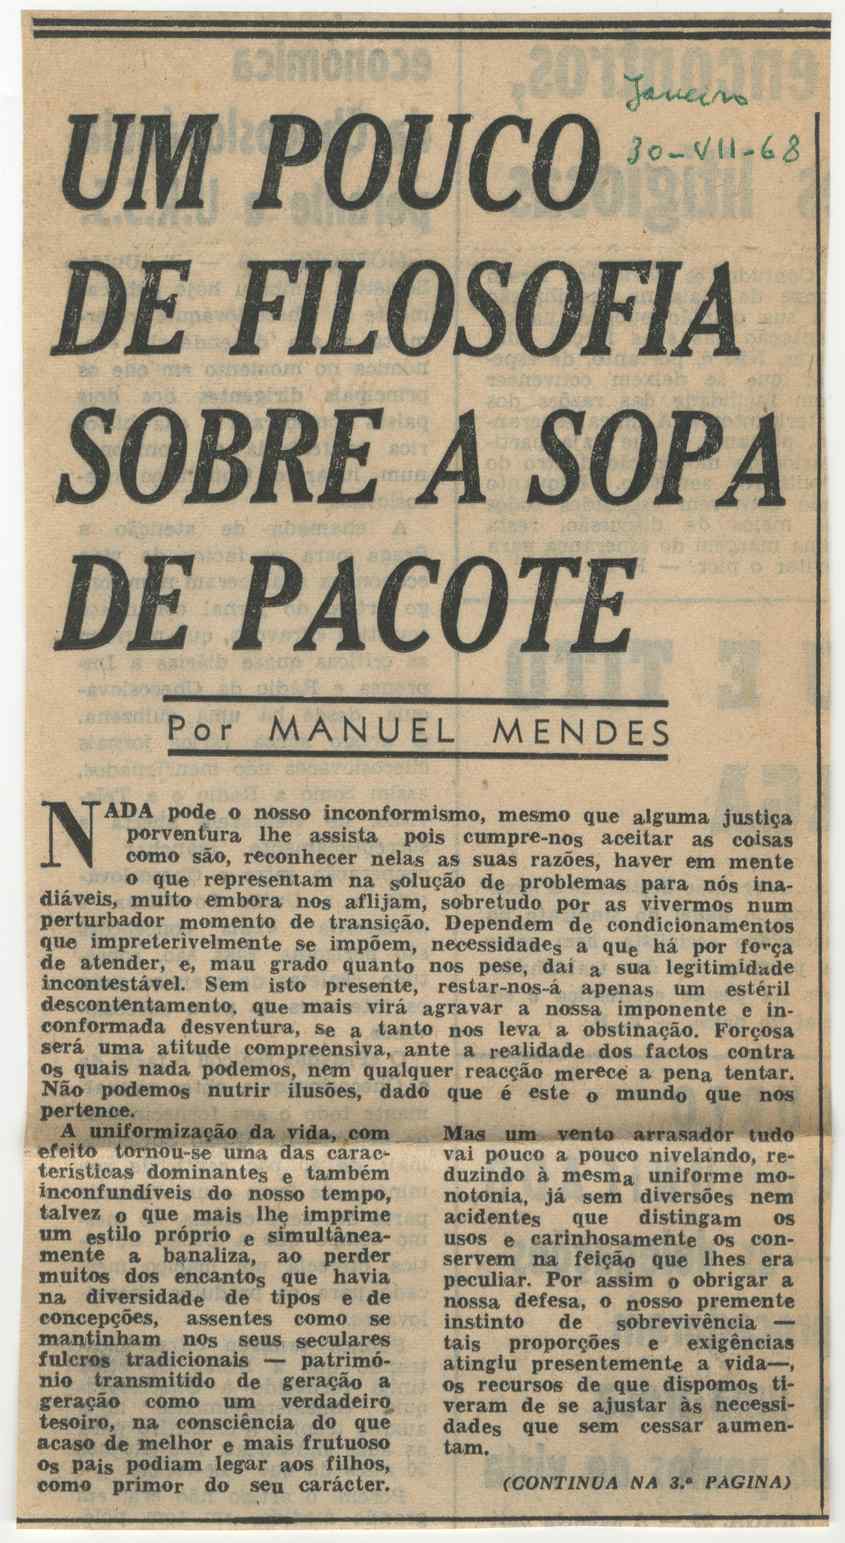 Janeiro
30-VII-68
UM POUCO
DE FILOSOFIA
SOBRE A SOPA
DE PACOTE
Por MANUEL MENDES
NADA pode o nosso inconformismo, mesmo que alguma justiça
porventura lhe assista pois cumpre-nos aceitar as coisas
como são, reconhecer nelas as suas razões, haver em mente
o que representam na solução de problemas para nós ina-
diáveis, muito embora nos aflijam, sobretudo por as vivermos num
perturbador momento de transição. Dependem de condicionamentos
que impreterivelmente se impõem, necessidades a que há por força
de atender, e, mau grado quanto nos pese, daí a sua legitimidade
incontestável. Sem isto presente, restar-nos-á apenas um estéril
descontentamento, que mais virá agravar a nossa imponente e in-
conformada desventura, se a tanto nos leva a obstinação. Forçosa
será uma atitude compreensiva, ante a realidade dos factos contra
os quais nada podemos, nem qualquer reacção merece a pena tentar.
Não podemos nutrir ilusões, dado que é este o mundo que nos
pertence.
A uniformização da vida, com
efeito tornou-se uma das carac-
terísticas dominantes e também
inconfundíveis do nosso tempo,
talvez o que mais lhe imprime
um estilo próprio e simultânea-
mente a banaliza, ao perder
muitos dos encantos que havia
na diversidade de tipos e de
concepções, assentes como se
mantinham nos seus seculares
fulcros tradicionais — patrimó-
nio transmitido de geração a
geração como um verdadeiro
tesoiro, na consciência do que
acaso de melhor e mais frutuoso
os pais podiam legar aos filhos,
como primor do seu carácter.
Mas um vento arrasador tudo
vai pouco a pouco nivelando, re-
duzindo à mesma uniforme mo-
notonia, já sem diversões nem
acidentes que distingam os
usos e carinhosamente os con-
servem na feição que lhes era
peculiar. Por assim o obrigar a
nossa defesa, o nosso premente
instinto de sobrevivência —
tais proporções e exigências
atingiu presentemente a vida—,
os recursos de que dispomos ti-
veram de se ajustar às necessi-
dades que sem cessar aumen-
tam.
(CONTINUA NA 3.ª PÁGINA)